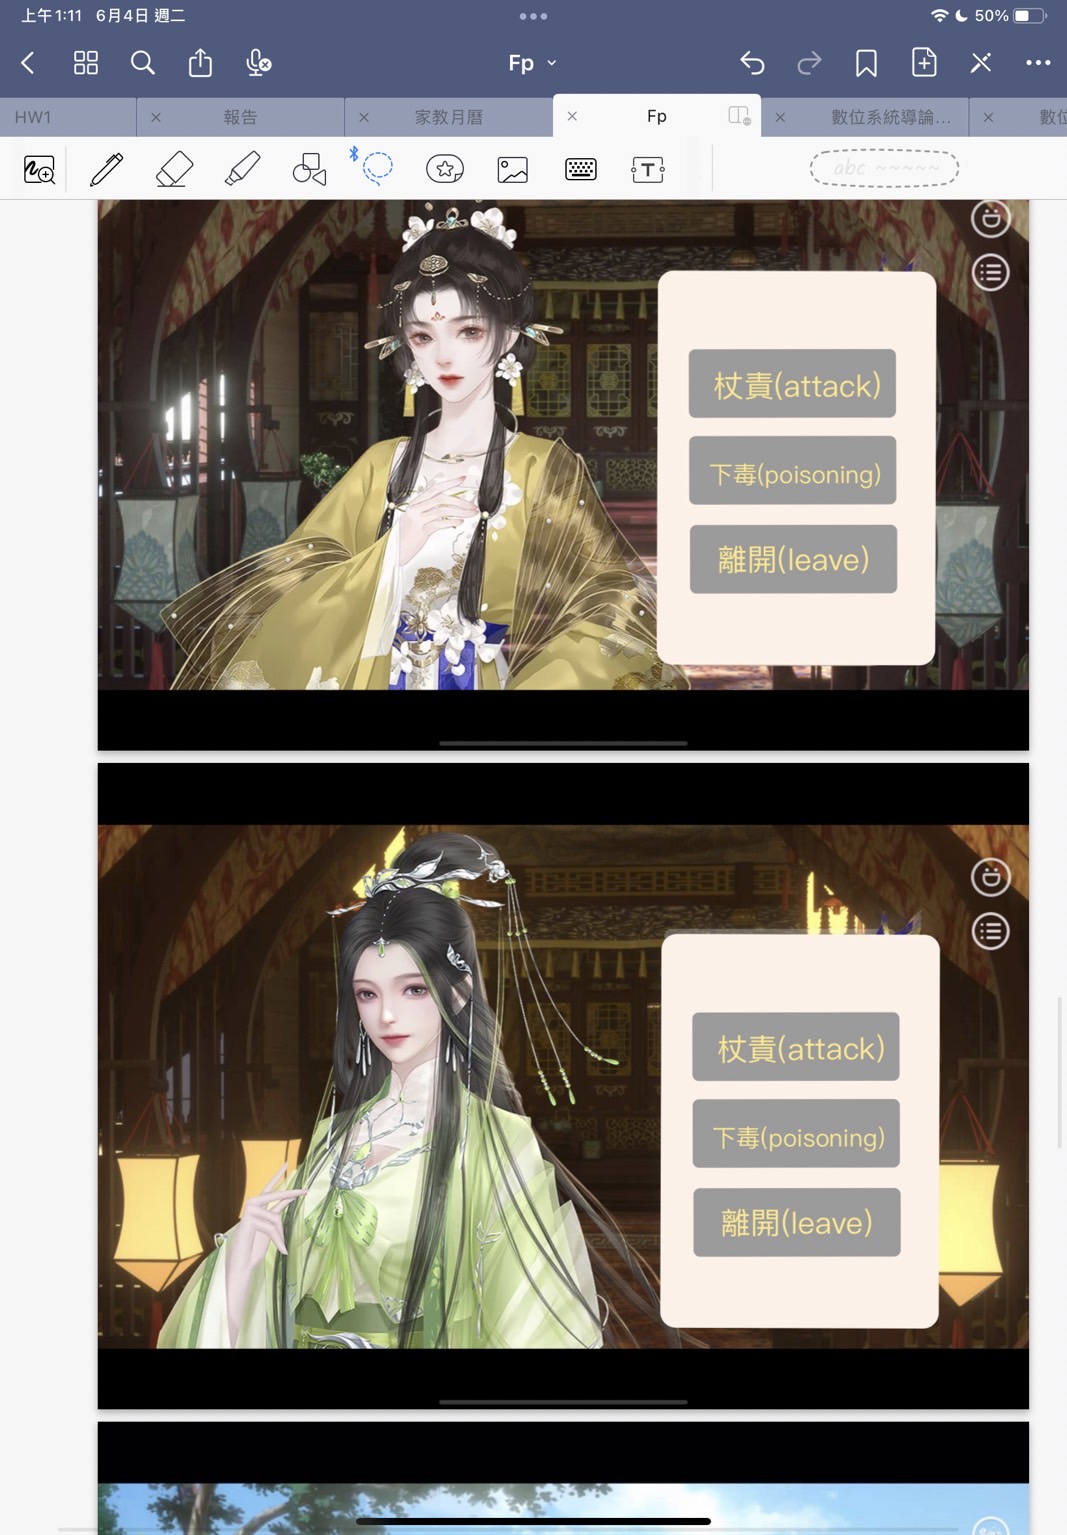 上午1:11 6月4日 週二
50%
Fp
HW1
報告
家教月曆
Fp
數位系統導論...
數位
T
abc
杖責(attack)
下毒(poisoning)
離開(leave)
杖責(attack)
下毒(poisoning)
離開(leave)